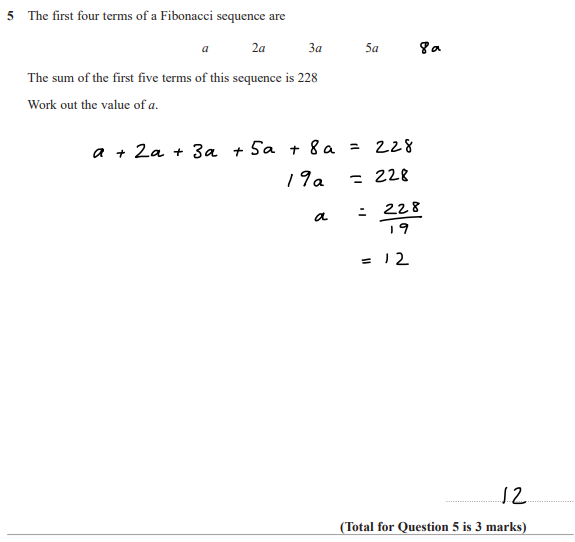 5 The first four terms of a Fibonacci sequence are
a 2a 3a 5a 8a
The sum of the first five terms of this sequence is 228
Work out the value of a.
a + 2a + 3a + 5a + 8a = 228
19a = 228
a = 228/19
= 12
12
(Total for Question 5 is 3 marks)